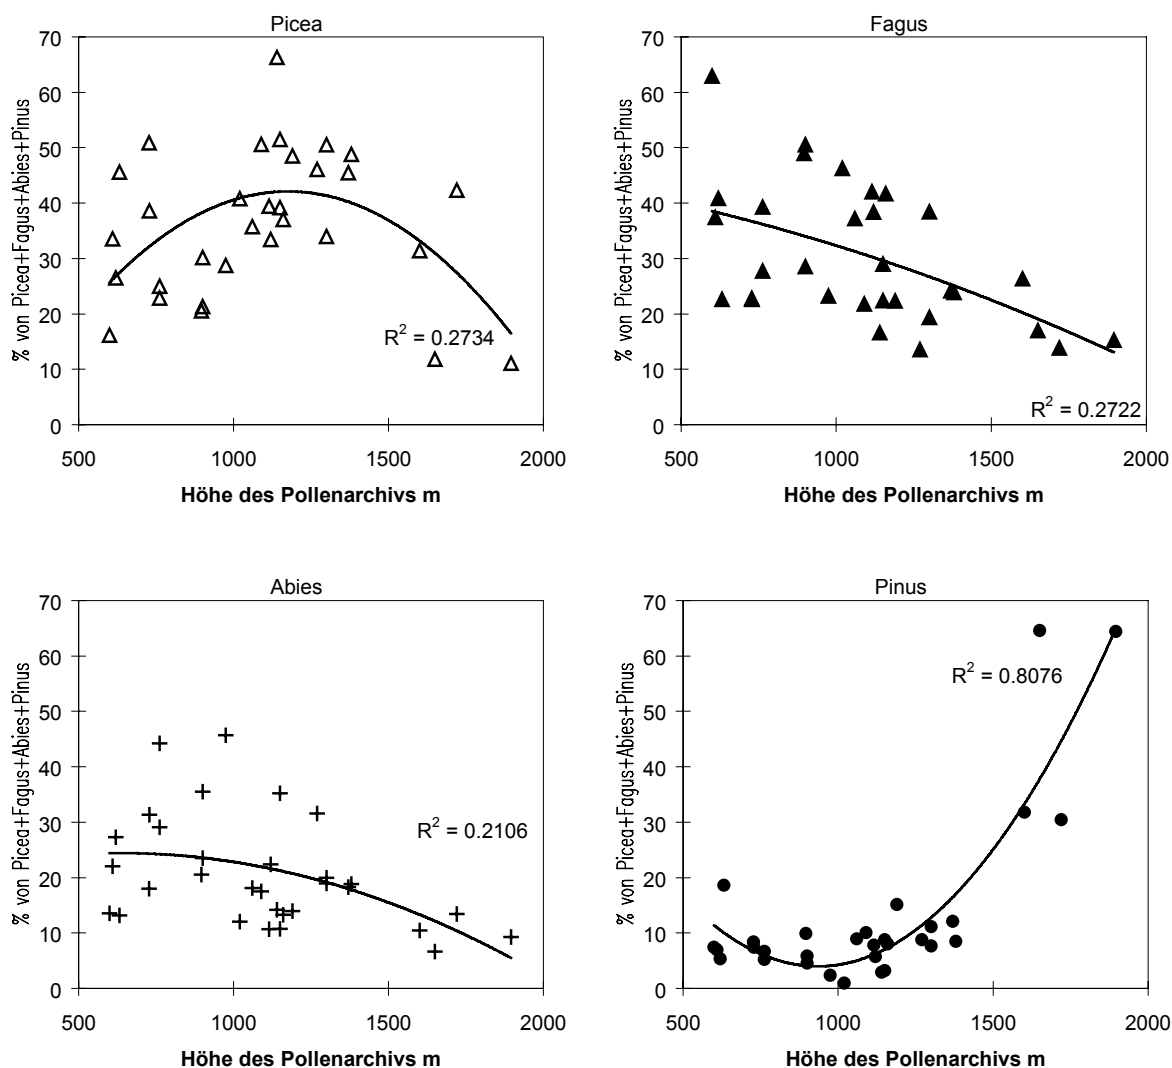 Picea
% von Picea+Fagus+Abies+Pinus
70
60
50
40
30
20
10
0
R² = 0.2734
500 1000 1500 2000
Höhe des Pollenarchivs m
Fagus
% von Picea+Fagus+Abies+Pinus
70
60
50
40
30
20
10
0
R² = 0.2722
500 1000 1500 2000
Höhe des Pollenarchivs m
Abies
% von Picea+Fagus+Abies+Pinus
70
60
50
40
30
20
10
0
R² = 0.2106
500 1000 1500 2000
Höhe des Pollenarchivs m
Pinus
% von Picea+Fagus+Abies+Pinus
70
60
50
40
30
20
10
0
R² = 0.8076
500 1000 1500 2000
Höhe des Pollenarchivs m